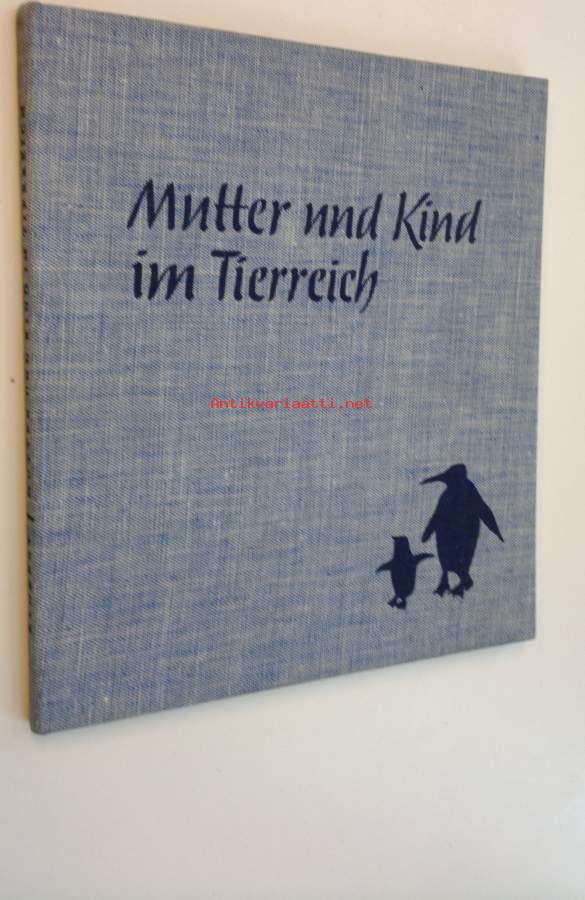 Mutter und Kind
im Tierreich
Antikvariaatti.net